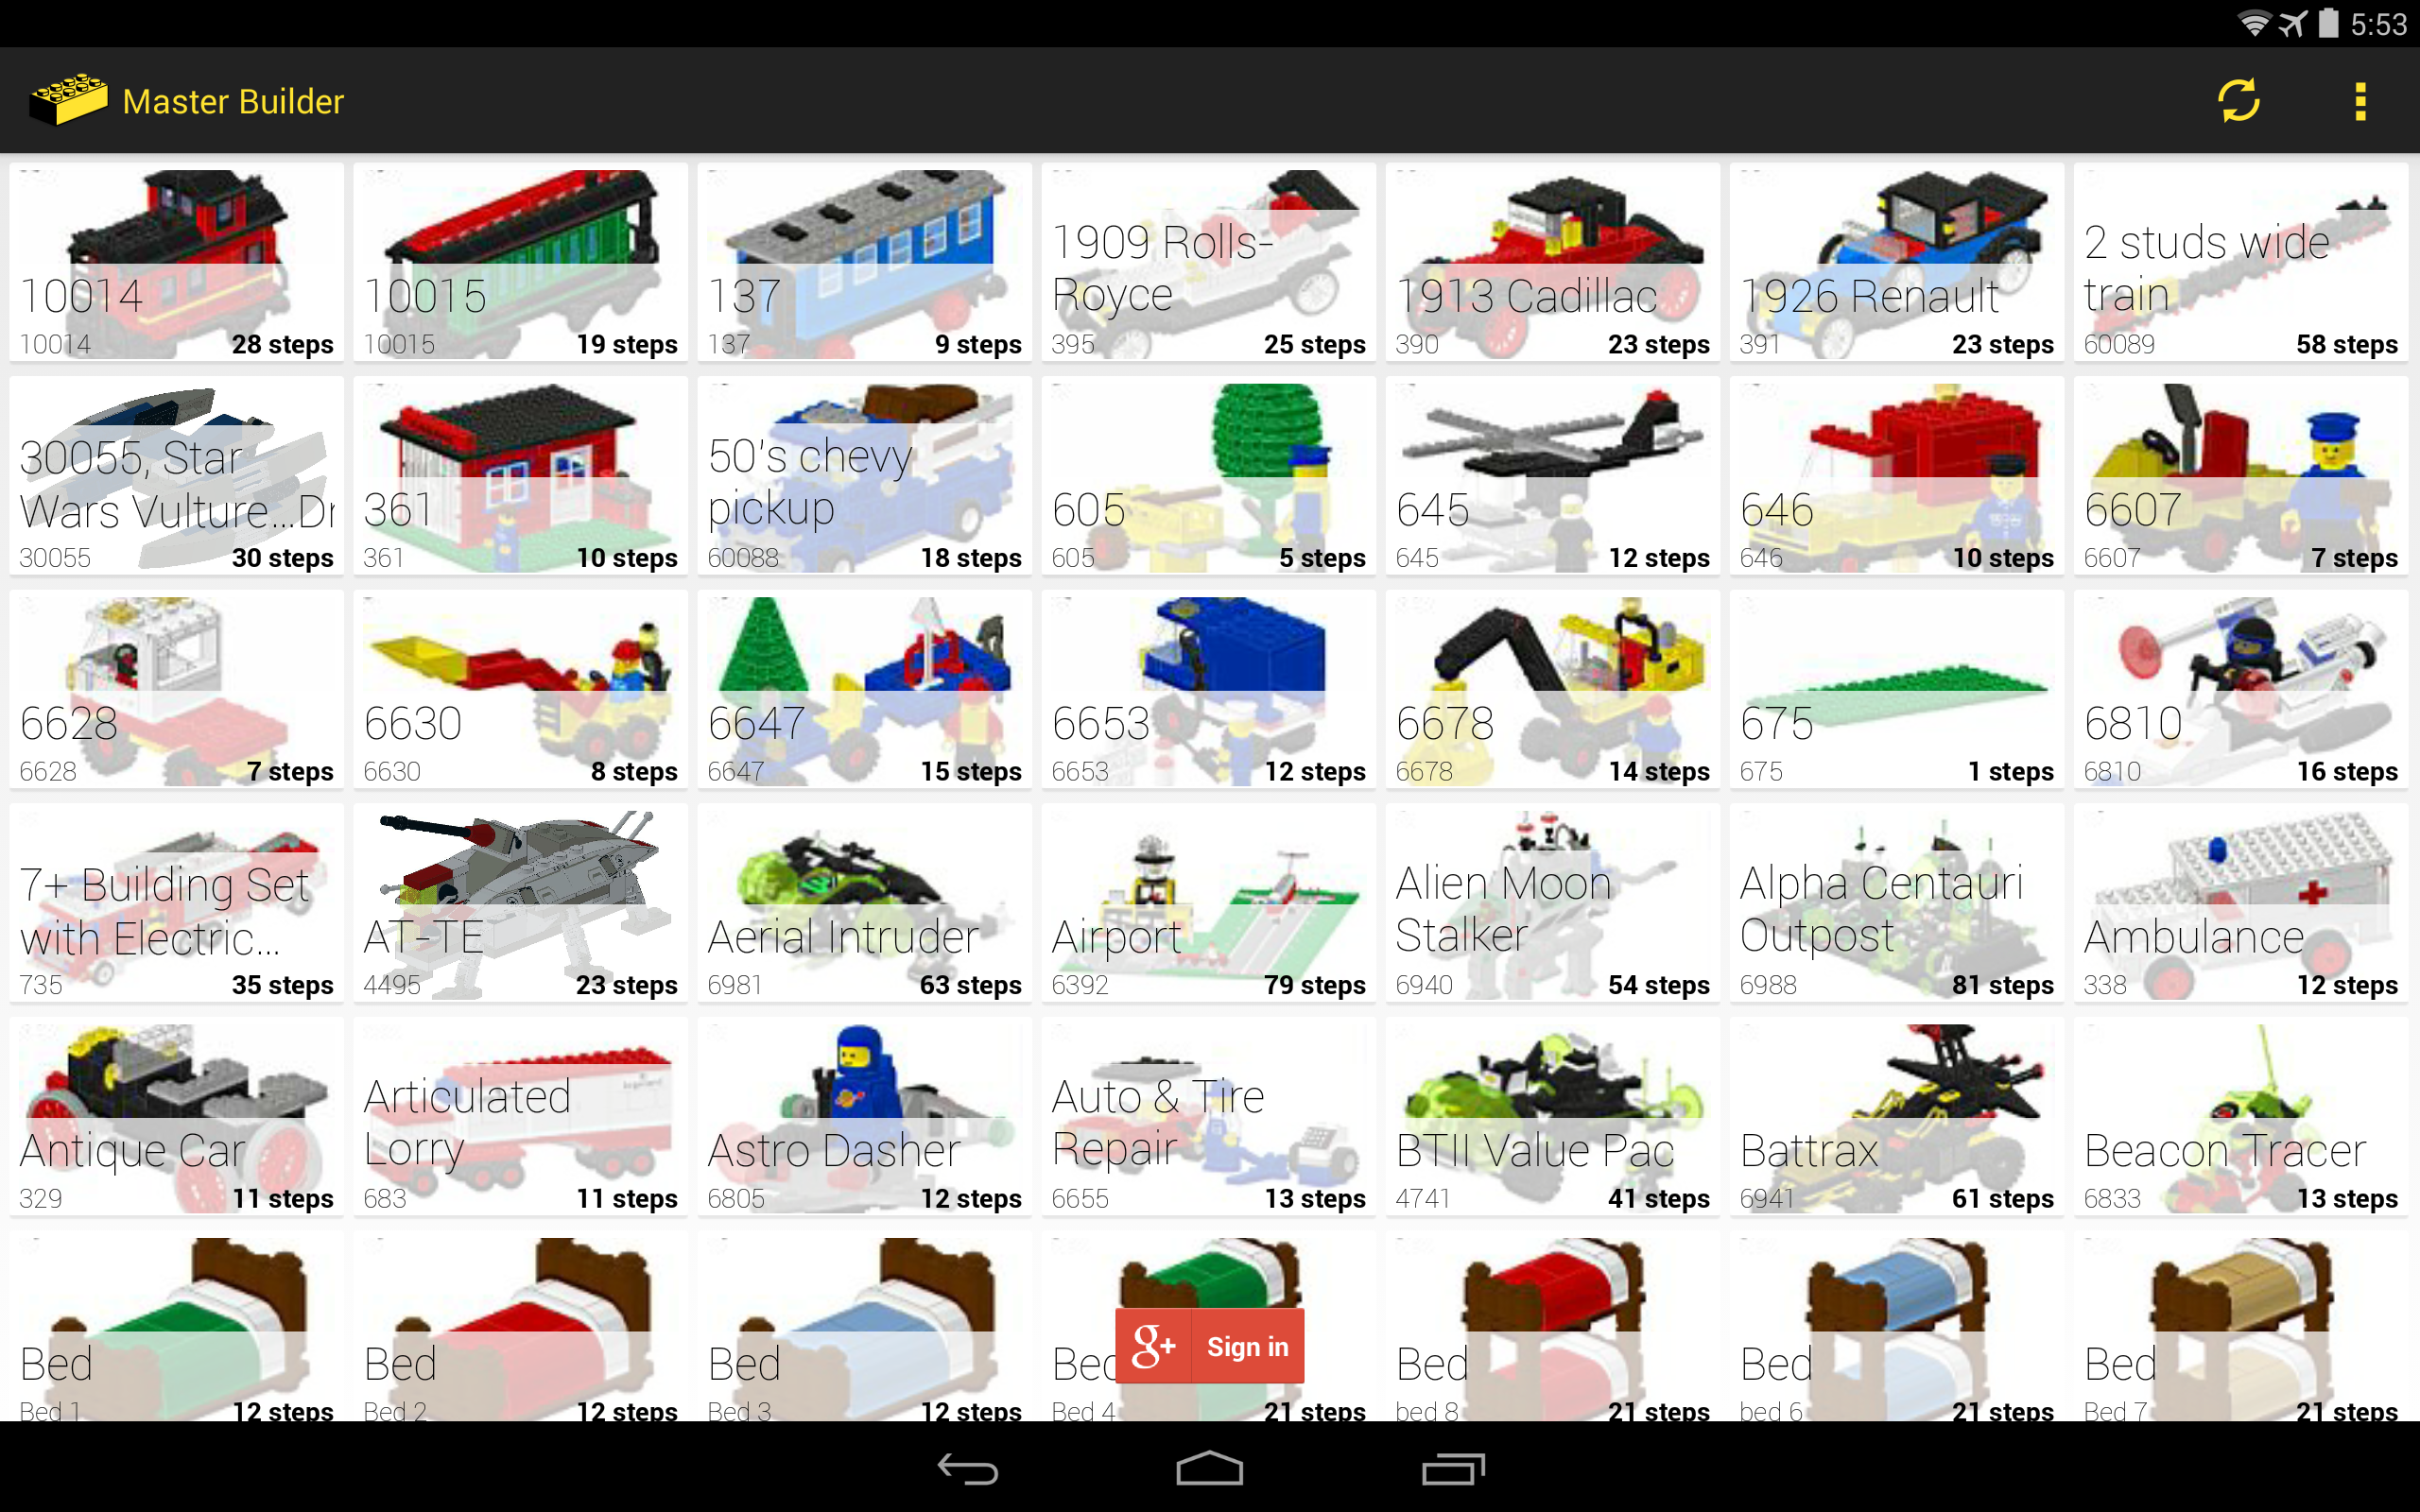 5:53
Master Builder
10014
10014 28 steps
10015
10015 19 steps
137
137 9 steps
1909 Rolls-
Royce
395 25 steps
1913 Cadillac
390 23 steps
1926 Renault
391 23 steps
2 studs wide
train
60089 58 steps
30055, Star
Wars Vulture...Dr
30055 30 steps
361
361 10 steps
50's chevy
pickup
60088 18 steps
605
605 5 steps
645
645 12 steps
646
646 10 steps
6607
6607 7 steps
6628
6628 7 steps
6630
6630 8 steps
6647
6647 15 steps
6653
6653 12 steps
6678
6678 14 steps
675
675 1 steps
6810
6810 16 steps
7+ Building Set
with Electric...
735 35 steps
AT-TE
4495 23 steps
Aerial Intruder
6981 63 steps
Airport
6392 79 steps
Alien Moon
Stalker
6940 54 steps
Alpha Centauri
Outpost
6988 81 steps
Ambulance
338 12 steps
Antique Car
329 11 steps
Articulated
Lorry
683 11 steps
Astro Dasher
6805 12 steps
Auto & Tire
Repair
6655 13 steps
BTII Value Pac
4741 41 steps
Battrax
6941 61 steps
Beacon Tracer
6833 13 steps
Bed
Bed 1 12 steps
Bed
Bed 2 12 steps
Bed
Bed 3 12 steps
Bed
Bed 4 21 steps
g+ Sign in
Bed
bed 8 21 steps
Bed
bed 6 21 steps
Bed
Bed 7 21 steps